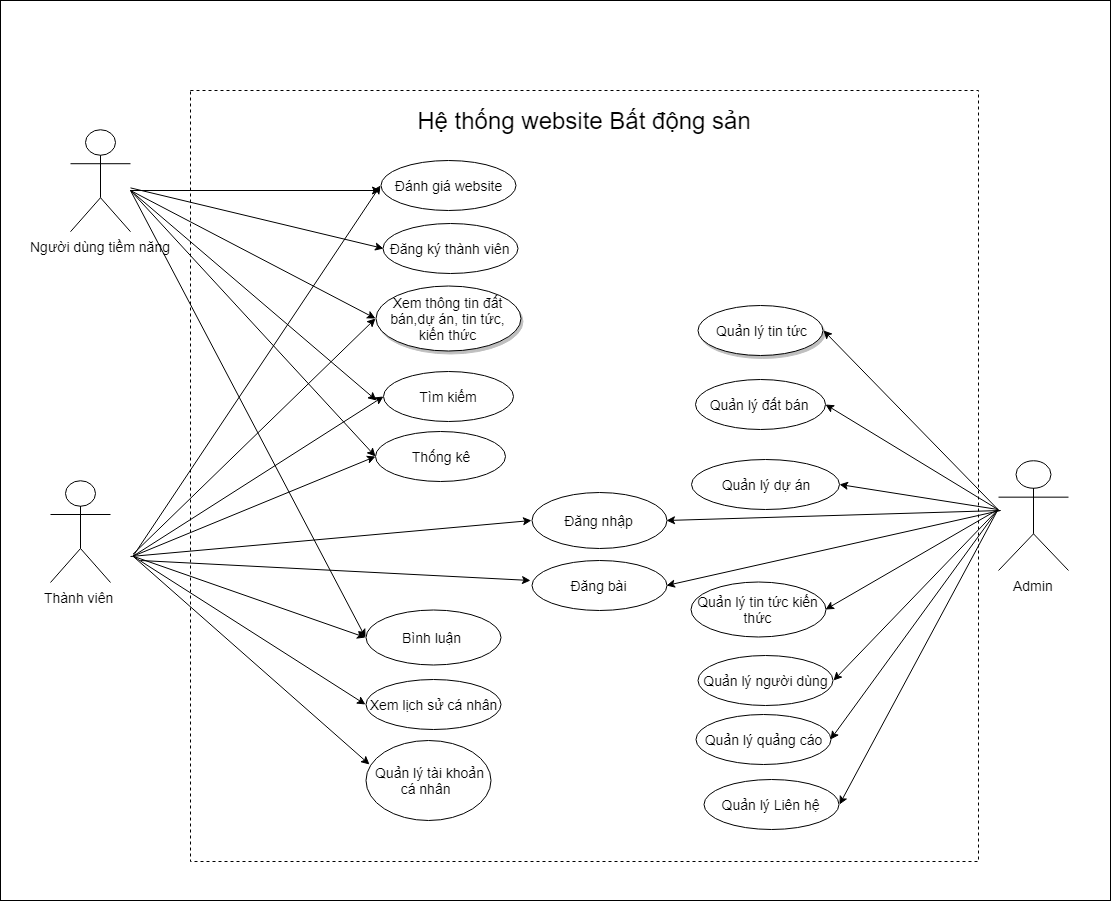 Hệ thống website Bất động sản
Người dùng tiềm năng
Đánh giá website
Đăng ký thành viên
Xem thông tin đất
bán,dự án, tin tức,
kiến thức
Tìm kiếm
Thống kê
Thành viên
Đăng nhập
Đăng bài
Bình luận
Xem lịch sử cá nhân
Quản lý tài khoản
cá nhân
Quản lý tin tức
Quản lý đất bán
Quản lý dự án
Admin
Quản lý tin tức kiến
thức
Quản lý người dùng
Quản lý quảng cáo
Quản lý Liên hệ